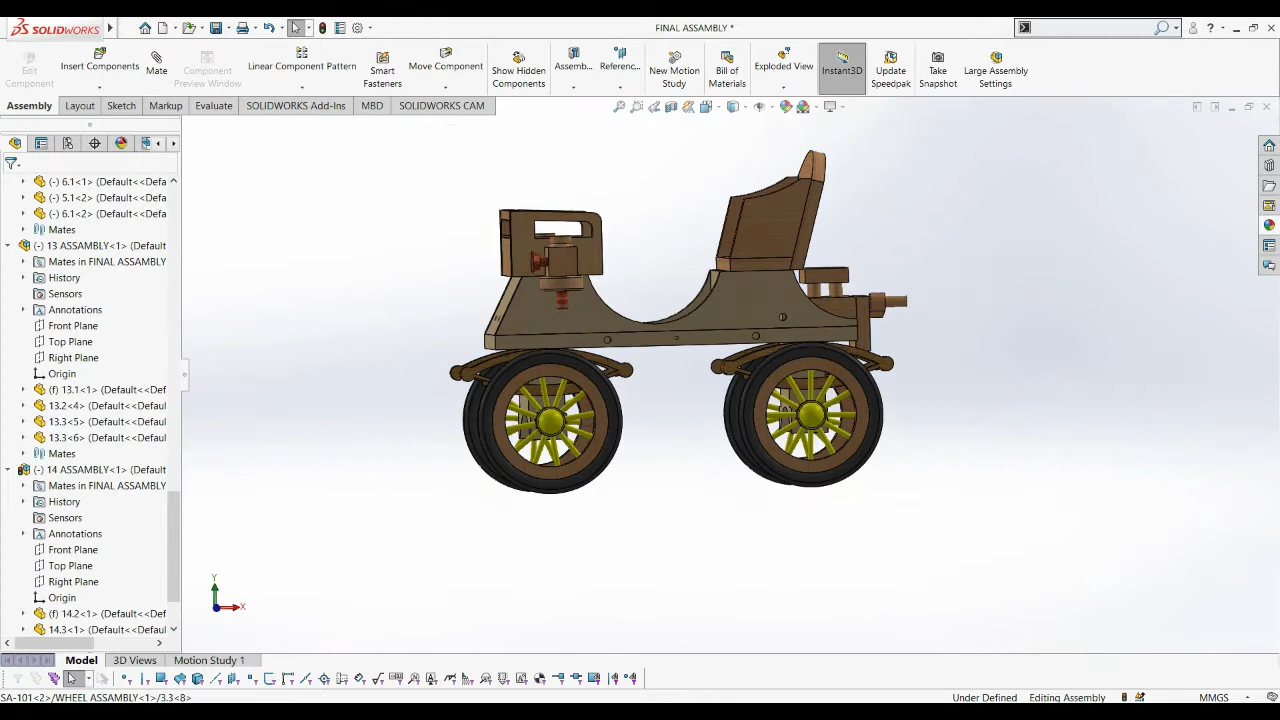 SOLIDWORKS
FINAL ASSEMBLY *
Edit Component
Insert Components
Mate
Component Preview Window
Linear Component Pattern
Smart Fasteners
Move Component
Show Hidden Components
Assemb...
Referenc...
New Motion Study
Bill of Materials
Exploded View
Instant3D
Update Speedpak
Take Snapshot
Large Assembly Settings
Assembly
Layout
Sketch
Markup
Evaluate
SOLIDWORKS Add-Ins
MBD
SOLIDWORKS CAM
(-) 6.1<1> (Default<<Defa
(-) 5.1<2> (Default<<Defa
(-) 6.1<2> (Default<<Defa
Mates
(-) 13 ASSEMBLY<1> (Default
Mates in FINAL ASSEMBLY
History
Sensors
Annotations
Front Plane
Top Plane
Right Plane
Origin
(f) 13.1<1> (Default<<Def
13.2<4> (Default<<Defaul
13.3<5> (Default<<Defaul
13.3<6> (Default<<Defaul
Mates
(-) 14 ASSEMBLY<1> (Default
Mates in FINAL ASSEMBLY
History
Sensors
Annotations
Front Plane
Top Plane
Right Plane
Origin
(f) 14.2<1> (Default<<Def
14.3<1> (Default<<Defaul
Y
X
Model
3D Views
Motion Study 1
SA-101<2>/WHEEL ASSEMBLY<1>/3.3<8>
Under Defined
Editing Assembly
MMGS